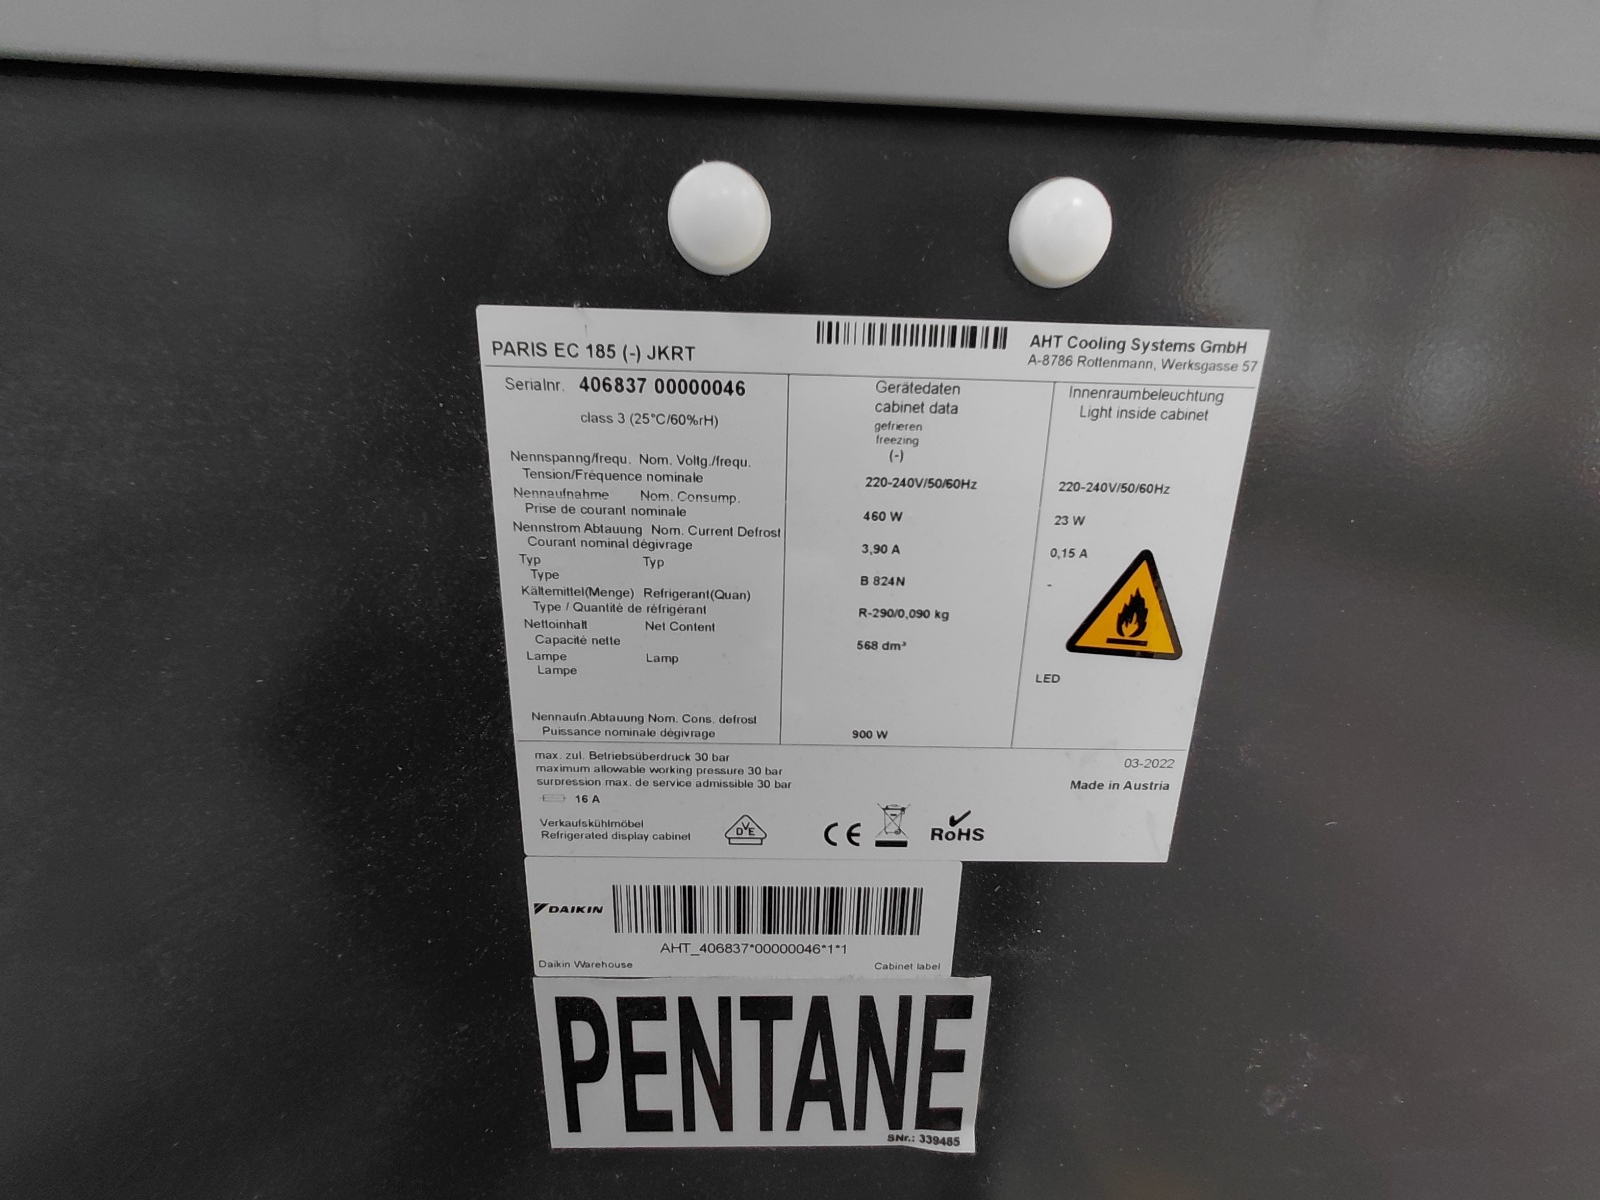 PARIS EC 185 (-) JKRT
AHT Cooling Systems GmbH
A-8786 Rottenmann, Werksgasse 57
Serialnr. 406837 00000046
class 3 (25°C/60%rH)
Gerätedaten
cabinet data
gefrieren
freezing
(-)
Innenraumbeleuchtung
Light inside cabinet
Nennspanng/frequ. Nom. Voltg./frequ.
Tension/Fréquence nominale
220-240V/50/60Hz
220-240V/50/60Hz
Nennaufnahme Nom. Consump.
Prise de courant nominale
460 W
23 W
Nennstrom Abtauung Nom. Current Defrost
Courant nominal dégivrage
3,90 A
0,15 A
Typ Typ
Type
B 824N
-
Kältemittel(Menge) Refrigerant(Quan)
Type / Quantité de réfrigérant
R-290/0,090 kg
Nettoinhalt Net Content
Capacité nette
568 dm³
Lampe Lamp
Lampe
LED
Nennaufn.Abtauung Nom. Cons. defrost
Puissance nominale dégivrage
900 W
max. zul. Betriebsüberdruck 30 bar
maximum allowable working pressure 30 bar
surpression max. de service admissible 30 bar
16 A
03-2022
Made in Austria
Verkaufskühlmöbel
Refrigerated display cabinet
DVE
CE
RoHS
DAIKIN
AHT_406837*00000046*1*1
Daikin Warehouse
Cabinet label
PENTANE
SNr.: 339485